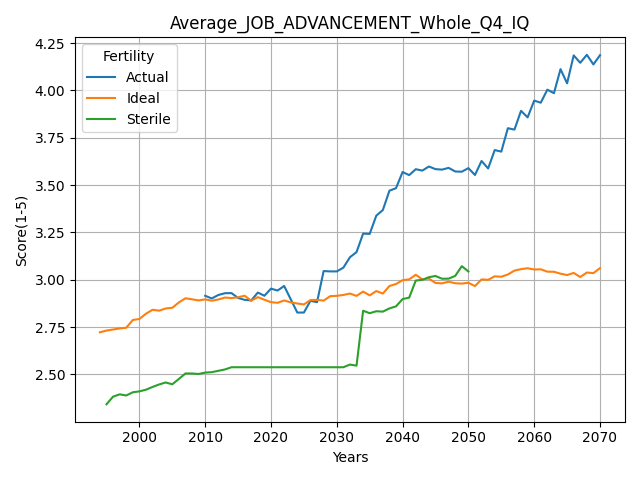 Average_JOB_ADVANCEMENT_Whole_Q4_IQ
Fertility
Actual
Ideal
Sterile
Score(1-5)
4.25
4.00
3.75
3.50
3.25
3.00
2.75
2.50
2000 2010 2020 2030 2040 2050 2060 2070
Years